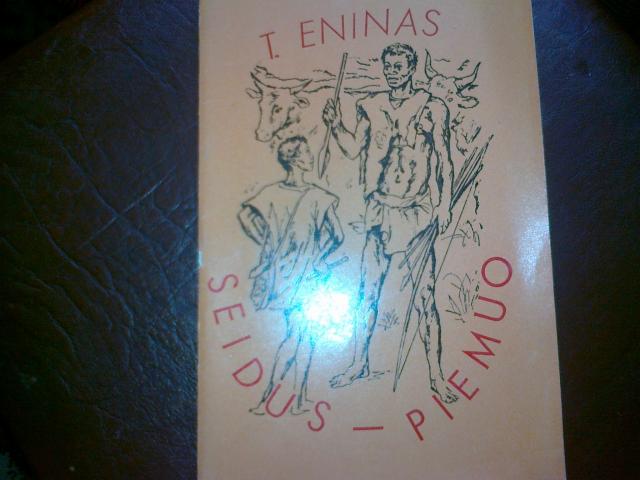 T. ENINAS
SEIDUS – PIEMUO